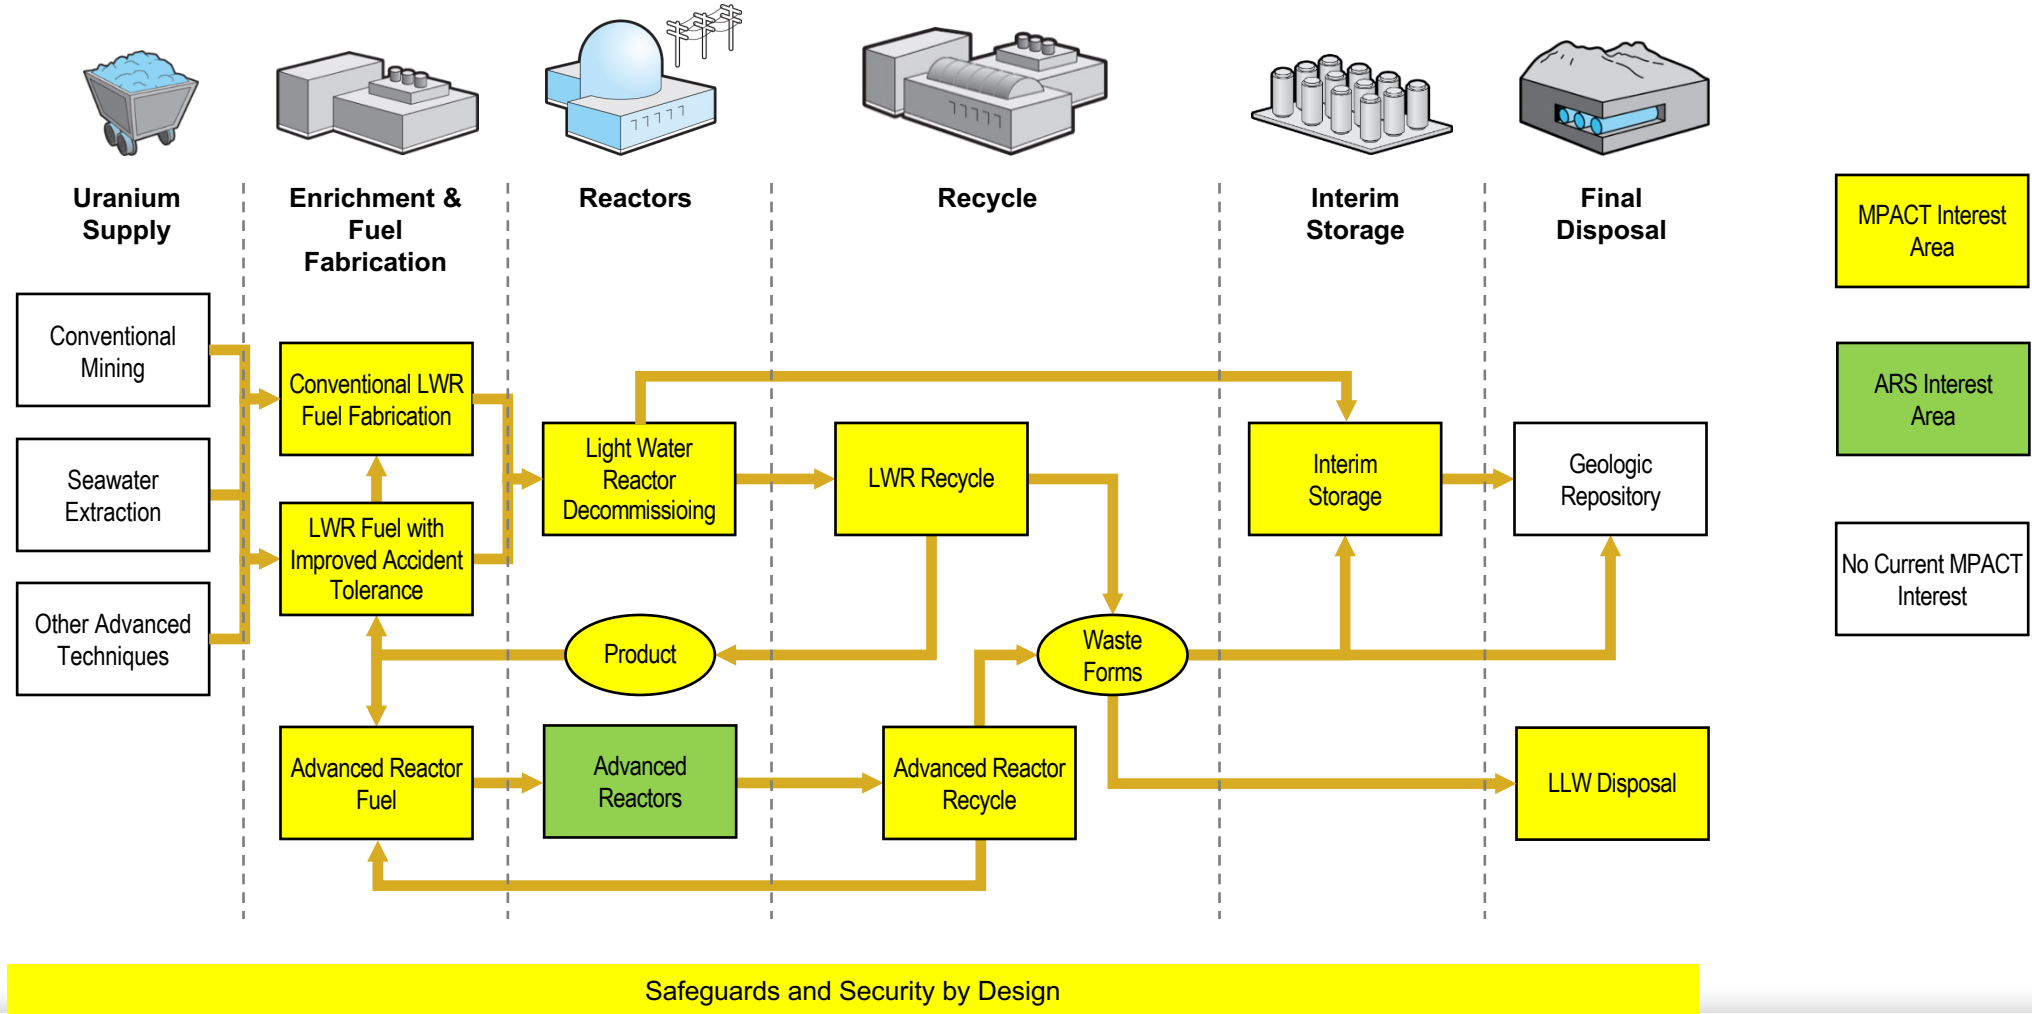 Uranium
Supply
Enrichment &
Fuel
Fabrication
Reactors
Recycle
Interim
Storage
Final
Disposal
MPACT Interest
Area
ARS Interest
Area
No Current MPACT
Interest
Conventional
Mining
Seawater
Extraction
Other Advanced
Techniques
Conventional LWR
Fuel Fabrication
LWR Fuel with
Improved Accident
Tolerance
Advanced Reactor
Fuel
Light Water
Reactor
Decommissioing
Product
Advanced
Reactors
LWR Recycle
Waste
Forms
Advanced Reactor
Recycle
Interim
Storage
Geologic
Repository
LLW Disposal
Safeguards and Security by Design